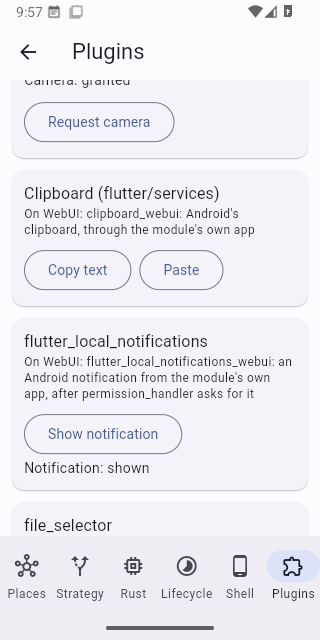 9:57
Plugins
Camera: granted
Request camera
Clipboard (flutter/services)
On WebUI: clipboard_webui: Android's
clipboard, through the module's own app
Copy text
Paste
flutter_local_notifications
On WebUI: flutter_local_notifications_webui: an
Android notification from the module's own
app, after permission_handler asks for it
Show notification
Notification: shown
file_selector
Places
Strategy
Rust
Lifecycle
Shell
Plugins